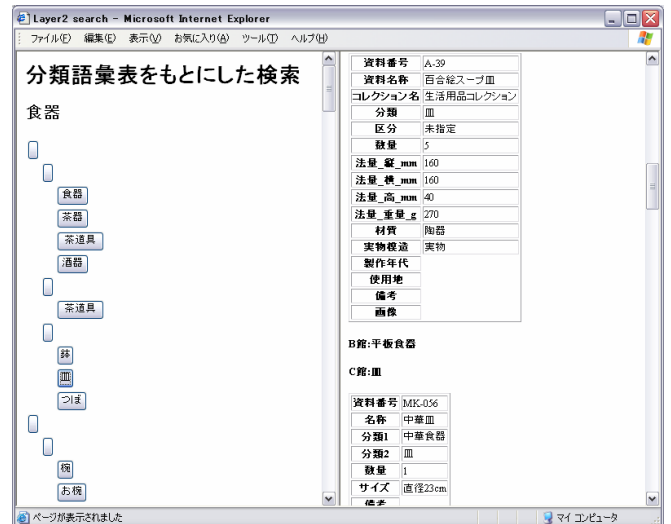 Layer2 search - Microsoft Internet Explorer
ファイル(F) 編集(E) 表示(V) お気に入り(A) ツール(T) ヘルプ(H)
分類語彙表をもとにした検索
食器
食器
茶器
茶道具
酒器
茶道具
鉢
皿
つぼ
椀
お椀
資料番号 A-39
資料名称 百合絵スープ皿
コレクション名 生活用品コレクション
分類 皿
区分 未指定
数量 5
法量_縦_mm 160
法量_横_mm 160
法量_高_mm 40
法量_重量_g 270
材質 陶器
実物模造 実物
製作年代
使用地
備考
画像
B館:平板食器
C館:皿
資料番号 MK-056
名称 中華皿
分類1 中華食器
分類2 皿
数量 1
サイズ 直径23cm
備考
ページが表示されました マイ コンピュータ